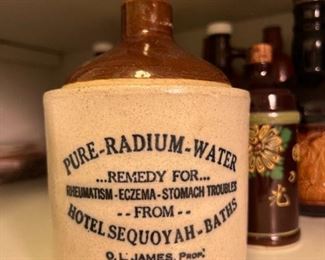 PURE-RADIUM-WATER
...REMEDY FOR...
RHEUMATISM-ECZEMA-STOMACH TROUBLES
--FROM--
HOTEL SEQUOYAH-BATHS
O.L. JAMES, PROP.